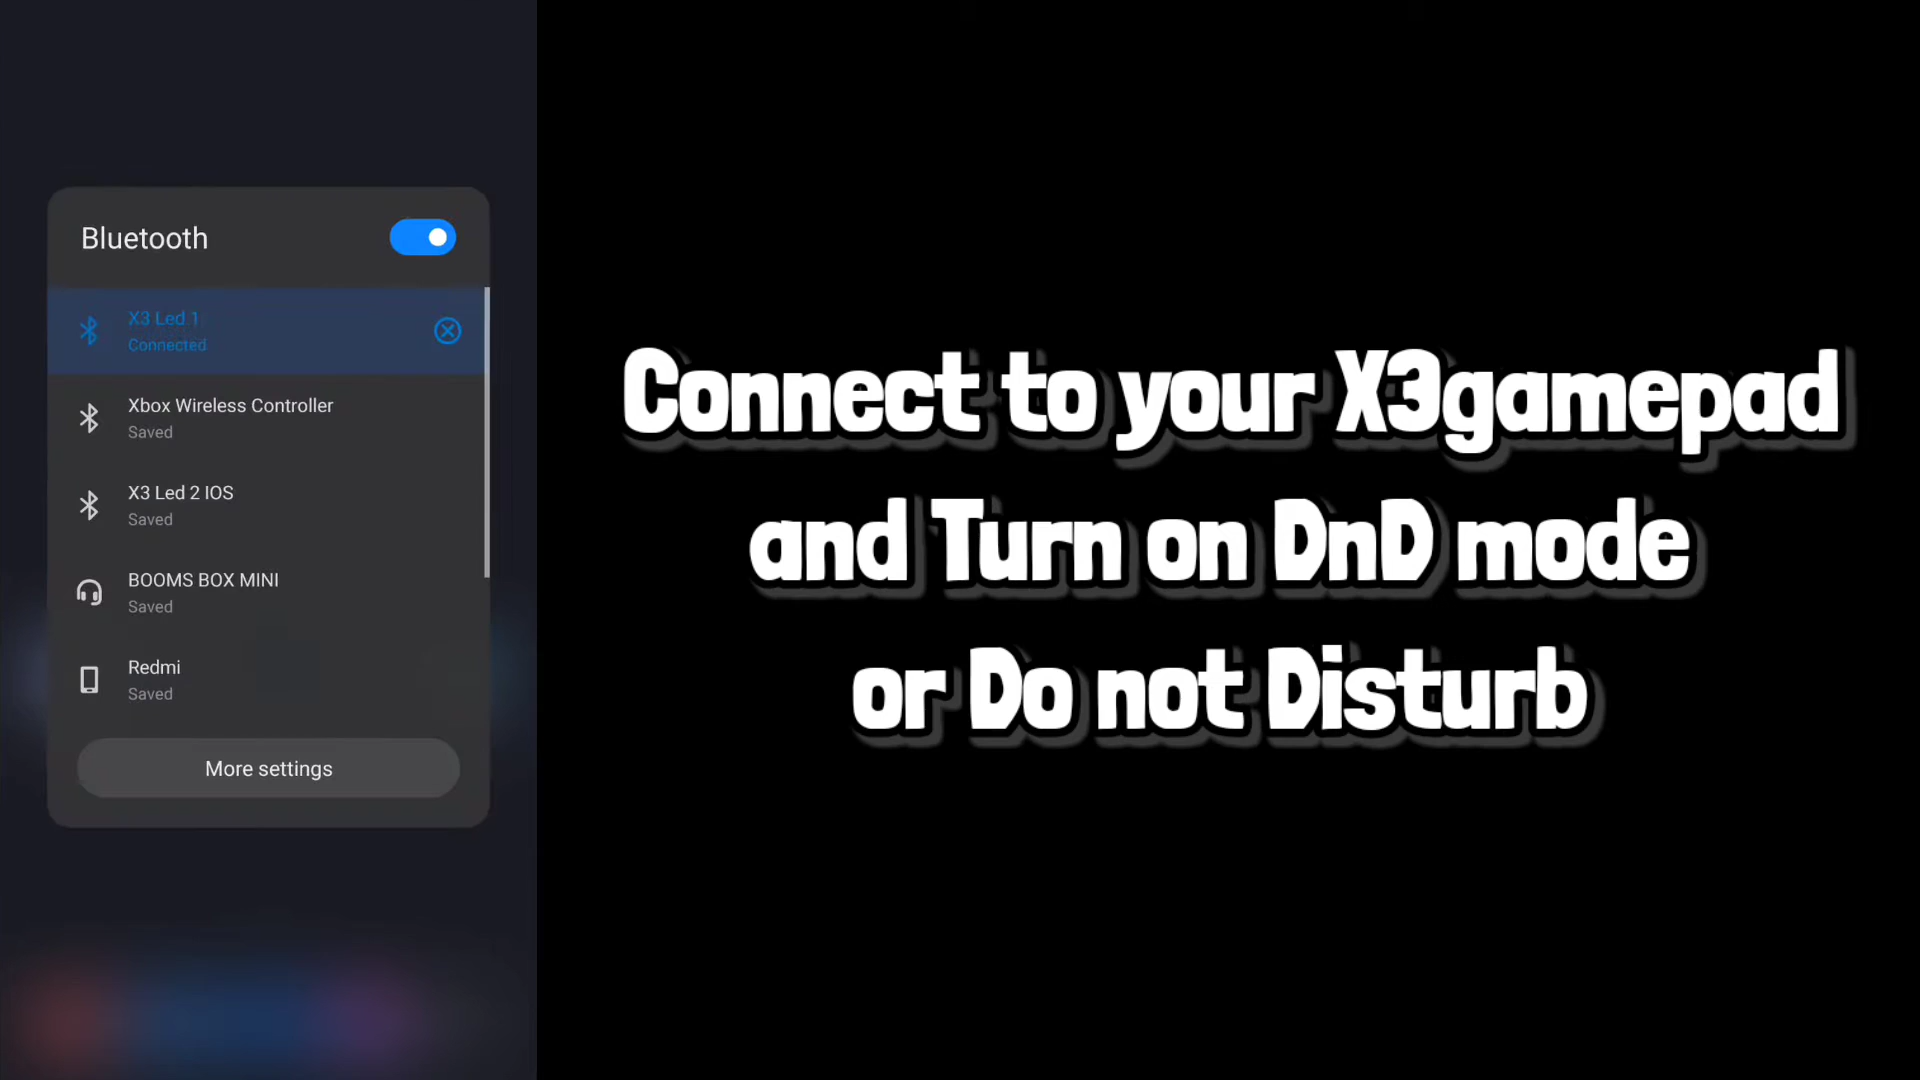 Bluetooth
X3 Led 1
Connected
Xbox Wireless Controller
Saved
X3 Led 2 IOS
Saved
BOOMS BOX MINI
Saved
Redmi
Saved
More settings
Connect to your X3gamepad
and Turn on DnD mode
or Do not Disturb